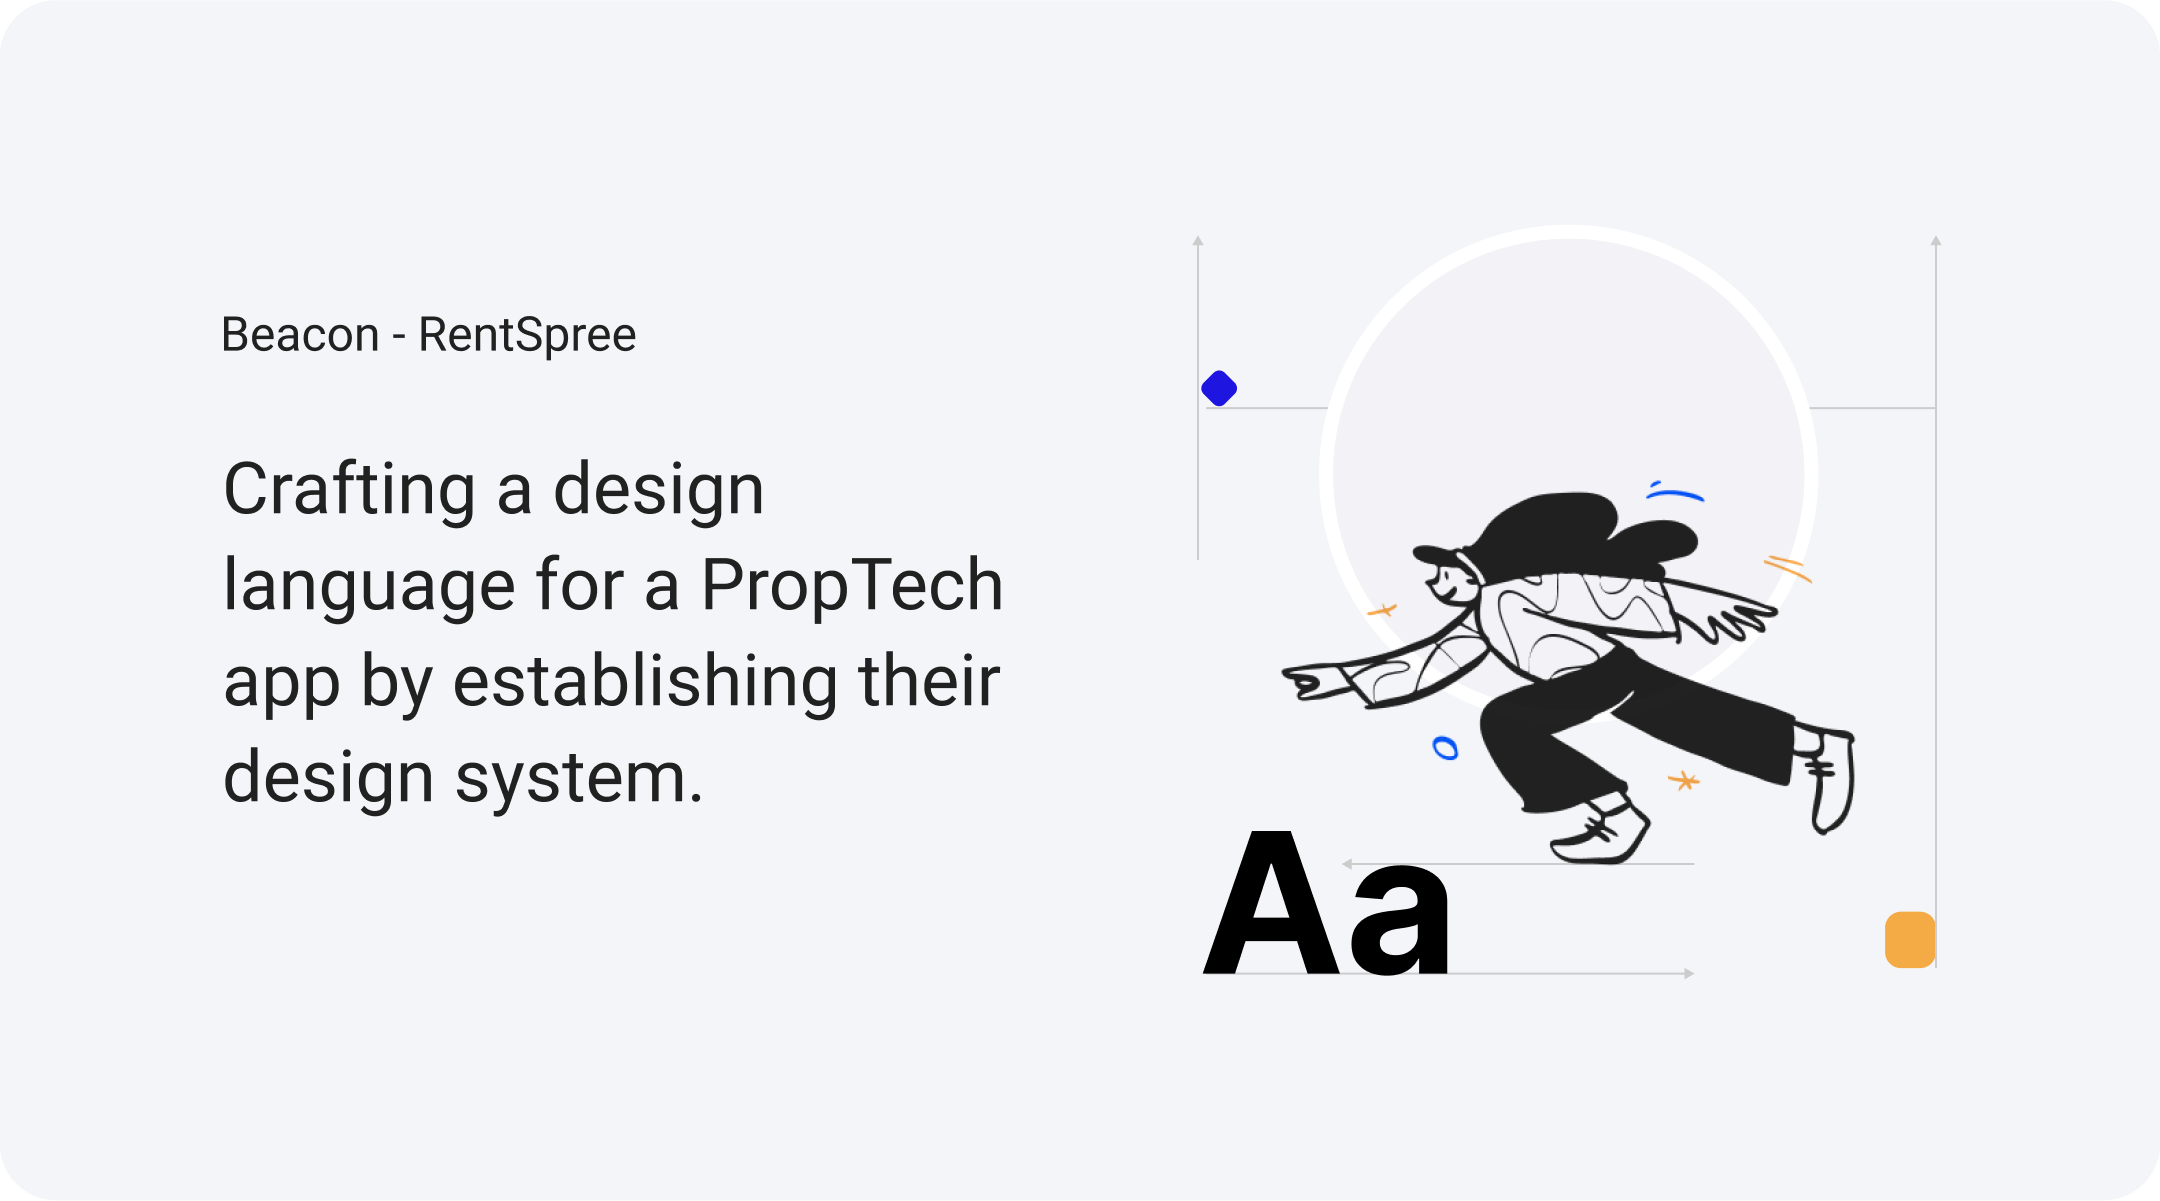 Beacon - RentSpree
Crafting a design
language for a PropTech
app by establishing their
design system.
Aa